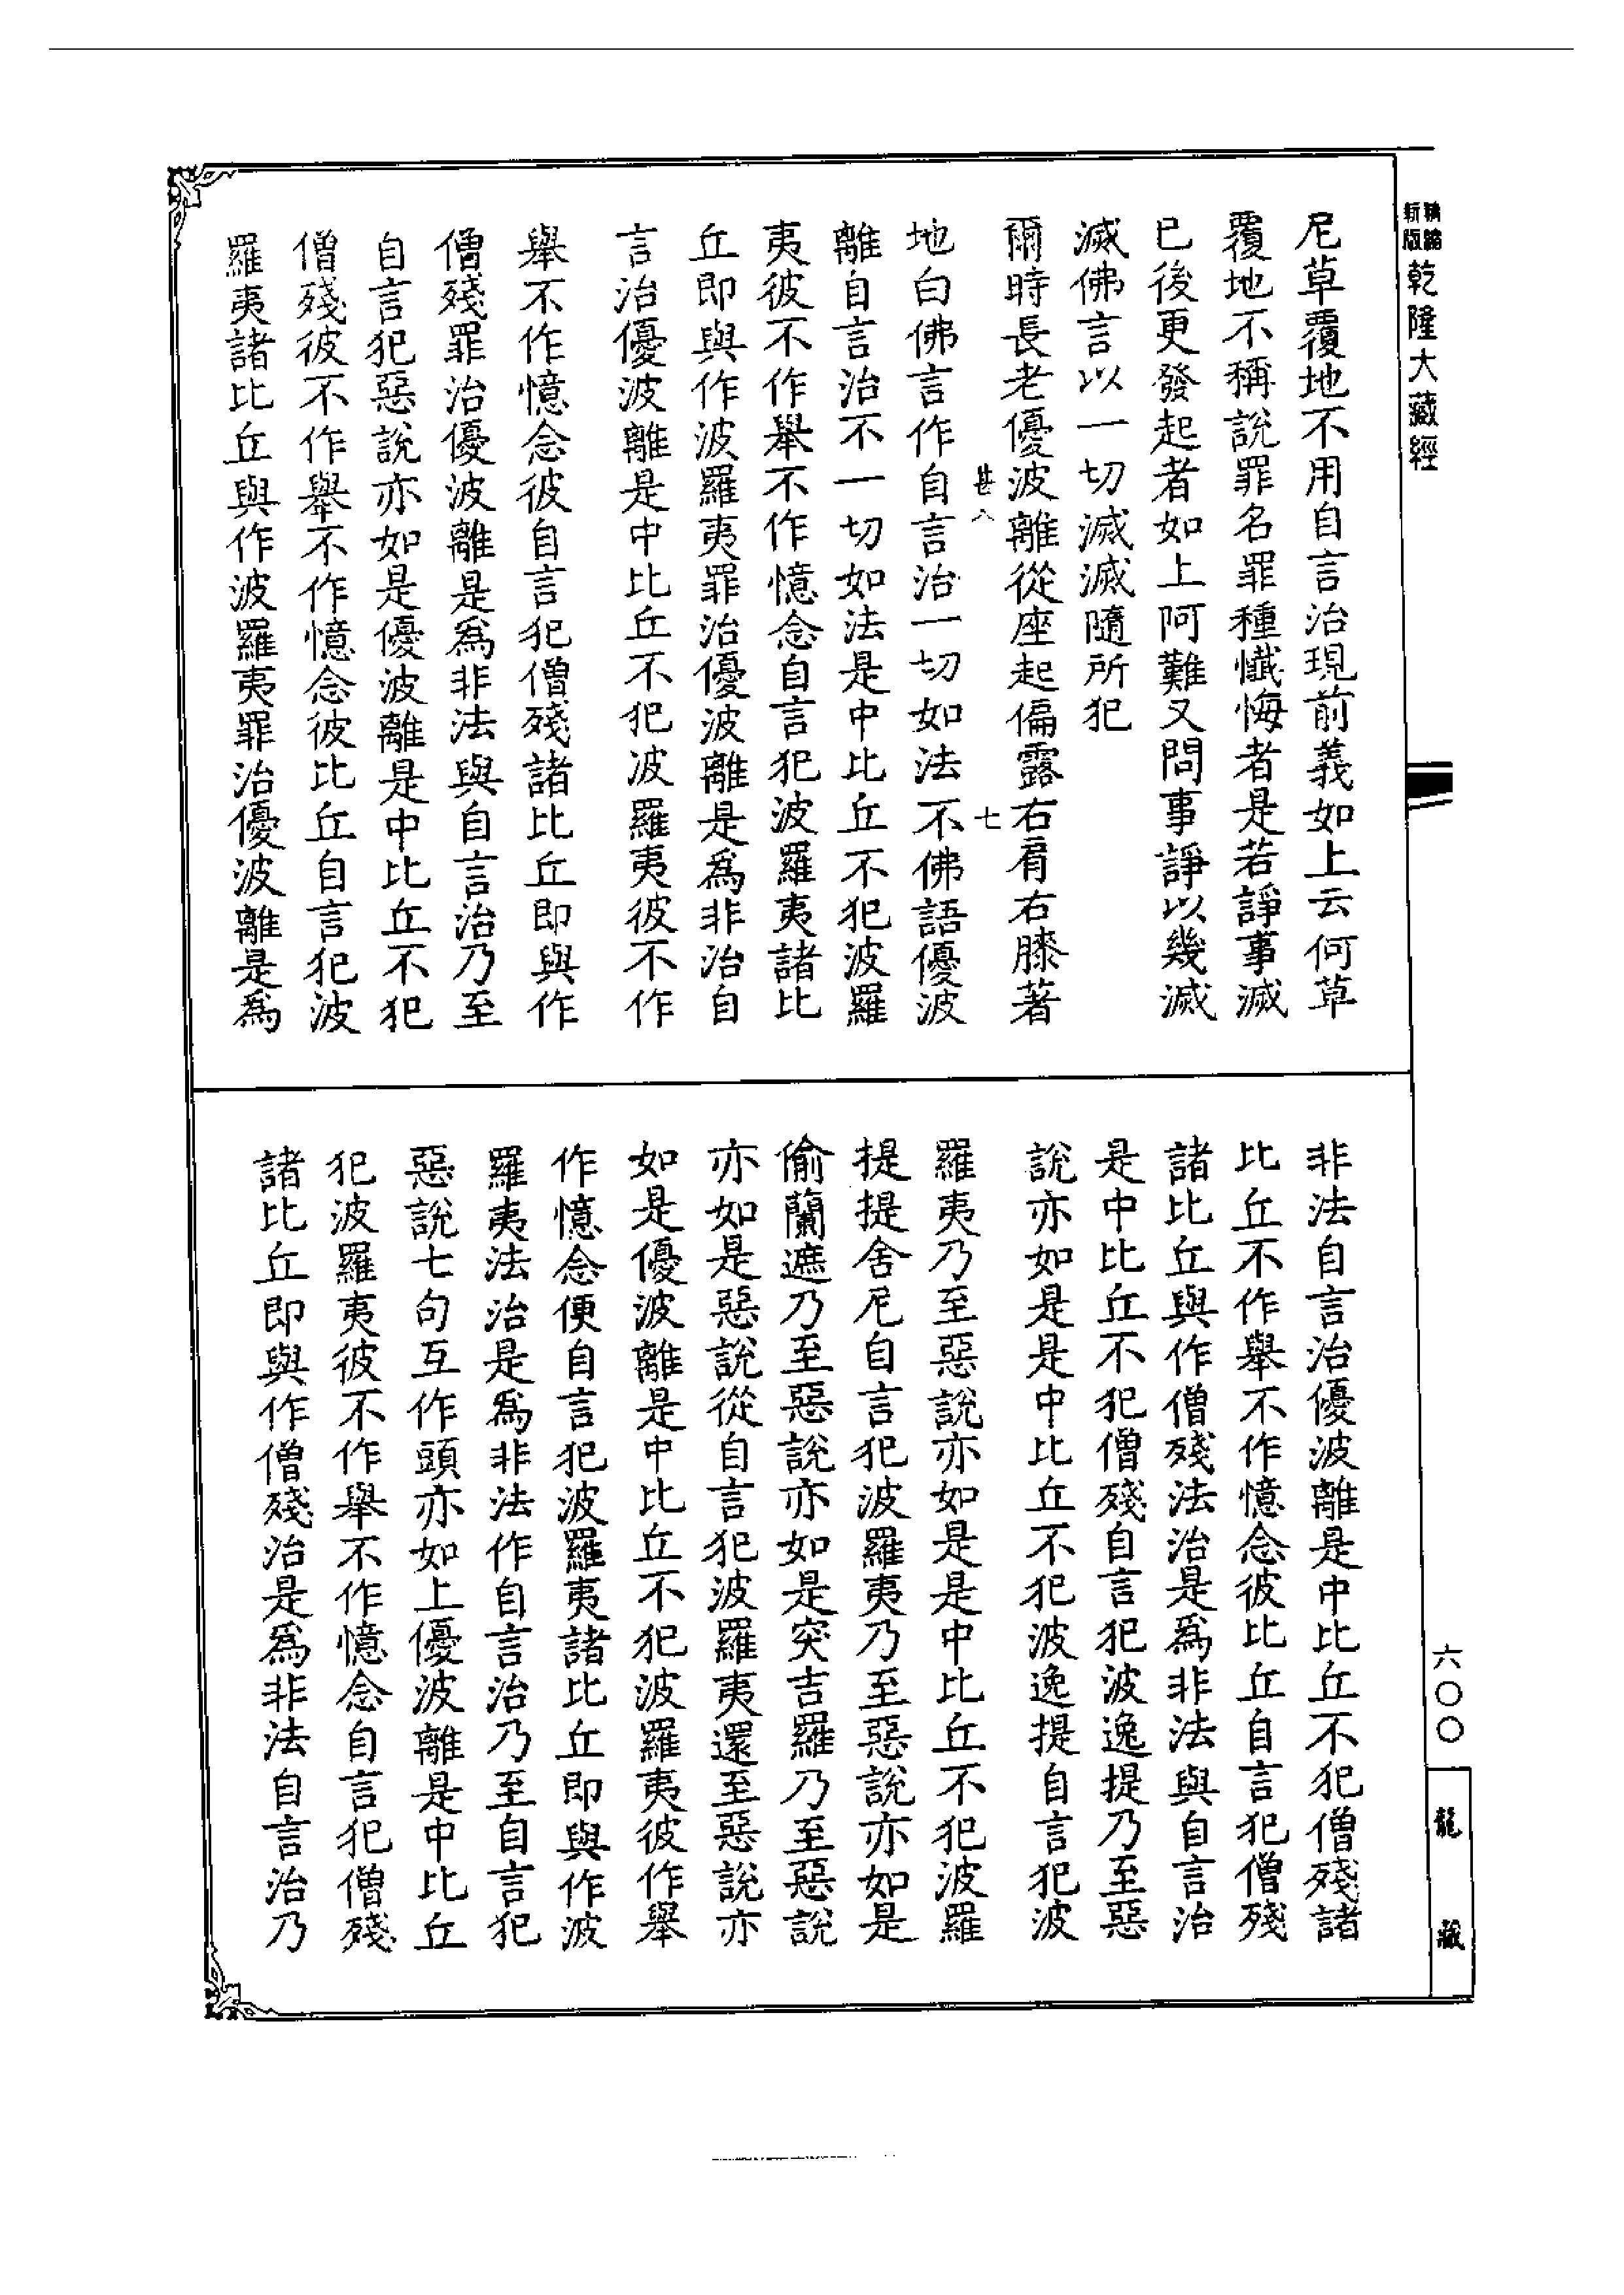 新版精縮乾隆大藏經
尼草覆地不用自言治現前義如上云何草
覆地不稱說罪名罪種懺悔者是若諍事滅
已後更發起者如上阿難又問事諍以幾滅
滅佛言以一切滅滅隨所犯
爾時長老優波離從座起偏露右肩右膝著
甚八 七
地白佛言作自言治一切如法不佛語優波
離自言治不一切如法是中比丘不犯波羅
夷彼不作舉不作憶念自言犯波羅夷諸比
丘即與作波羅夷罪治優波離是為非治自
言治優波離是中比丘不犯波羅夷彼不作
舉不作憶念彼自言犯僧殘諸比丘即與作
僧殘罪治優波離是為非法與自言治乃至
自言犯惡說亦如是優波離是中比丘不犯
僧殘彼不作舉不作憶念彼比丘自言犯波
羅夷諸比丘與作波羅夷罪治優波離是為
非法自言治優波離是中比丘不犯僧殘諸
比丘不作舉不作憶念彼比丘自言犯僧殘
諸比丘與作僧殘法治是為非法與自言治
是中比丘不犯僧殘自言犯波逸提乃至惡
說亦如是是中比丘不犯波逸提自言犯波
羅夷乃至惡說亦如是是中比丘不犯波羅
提提舍尼自言犯波羅夷乃至惡說亦如是
偷蘭遮乃至惡說亦如是突吉羅乃至惡說
亦如是惡說從自言犯波羅夷還至惡說亦
如是優波離是中比丘不犯波羅夷彼作舉
作憶念便自言犯波羅夷諸比丘即與作波
羅夷法治是為非法作自言治乃至自言犯
惡說七句互作頭亦如上優波離是中比丘
犯波羅夷彼不作舉不作憶念自言犯僧殘
諸比丘即與作僧殘治是為非法自言治乃
六〇〇
龍藏